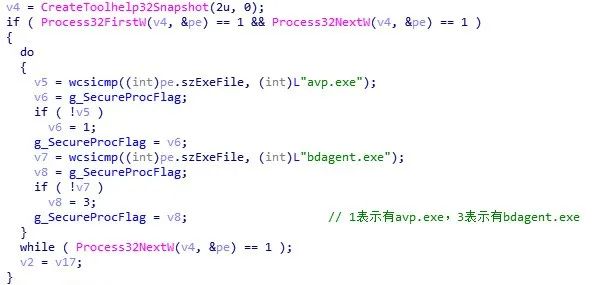 v4 = CreateToolhelp32Snapshot(2u, 0);
if ( Process32FirstW(v4, &pe) == 1 && Process32NextW(v4, &pe) == 1 )
{
do
{
v5 = wcsicmp((int)pe.szExeFile, (int)L"avp.exe");
v6 = g_SecureProcFlag;
if ( !v5 )
v6 = 1;
g_SecureProcFlag = v6;
v7 = wcsicmp((int)pe.szExeFile, (int)L"bdagent.exe");
v8 = g_SecureProcFlag;
if ( !v7 )
v8 = 3;
g_SecureProcFlag = v8; // 1表示有avp.exe，3表示有bdagent.exe
}
while ( Process32NextW(v4, &pe) == 1 );
v2 = v17;
}